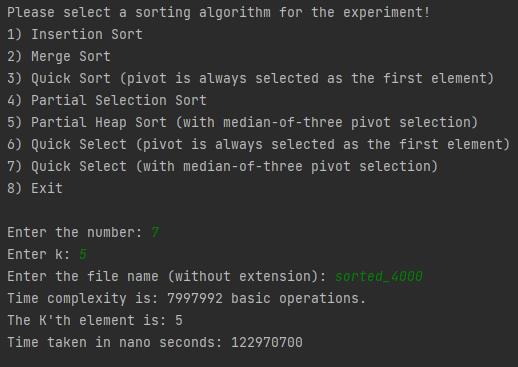 Please select a sorting algorithm for the experiment!
1) Insertion Sort
2) Merge Sort
3) Quick Sort (pivot is always selected as the first element)
4) Partial Selection Sort
5) Partial Heap Sort (with median-of-three pivot selection)
6) Quick Select (pivot is always selected as the first element)
7) Quick Select (with median-of-three pivot selection)
8) Exit
Enter the number: 7
Enter k: 5
Enter the file name (without extension): sorted_4000
Time complexity is: 7997992 basic operations.
The K'th element is: 5
Time taken in nano seconds: 122970700